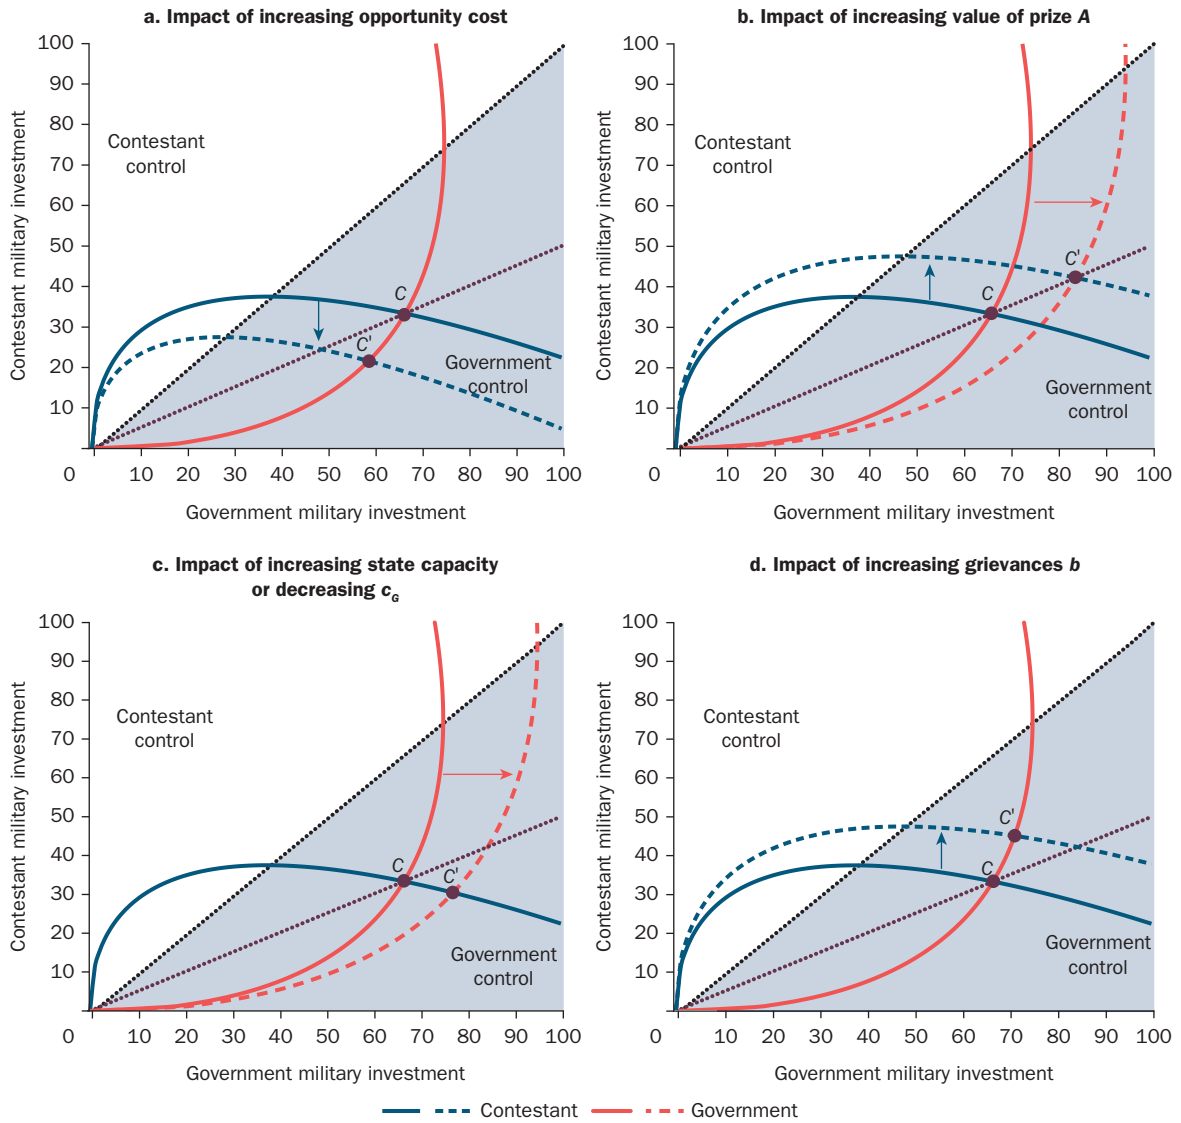 a. Impact of increasing opportunity cost
100
90
80
70
60
50
40
30
20
10
0 10 20 30 40 50 60 70 80 90 100
Contestant military investment
Government military investment
Contestant
control
Government
control
C
C'
b. Impact of increasing value of prize A
100
90
80
70
60
50
40
30
20
10
0 10 20 30 40 50 60 70 80 90 100
Contestant military investment
Government military investment
Contestant
control
Government
control
C
C'
c. Impact of increasing state capacity
or decreasing cG
100
90
80
70
60
50
40
30
20
10
0 10 20 30 40 50 60 70 80 90 100
Contestant military investment
Government military investment
Contestant
control
Government
control
C
C'
d. Impact of increasing grievances b
100
90
80
70
60
50
40
30
20
10
0 10 20 30 40 50 60 70 80 90 100
Contestant military investment
Government military investment
Contestant
control
Government
control
C
C'
Contestant Government